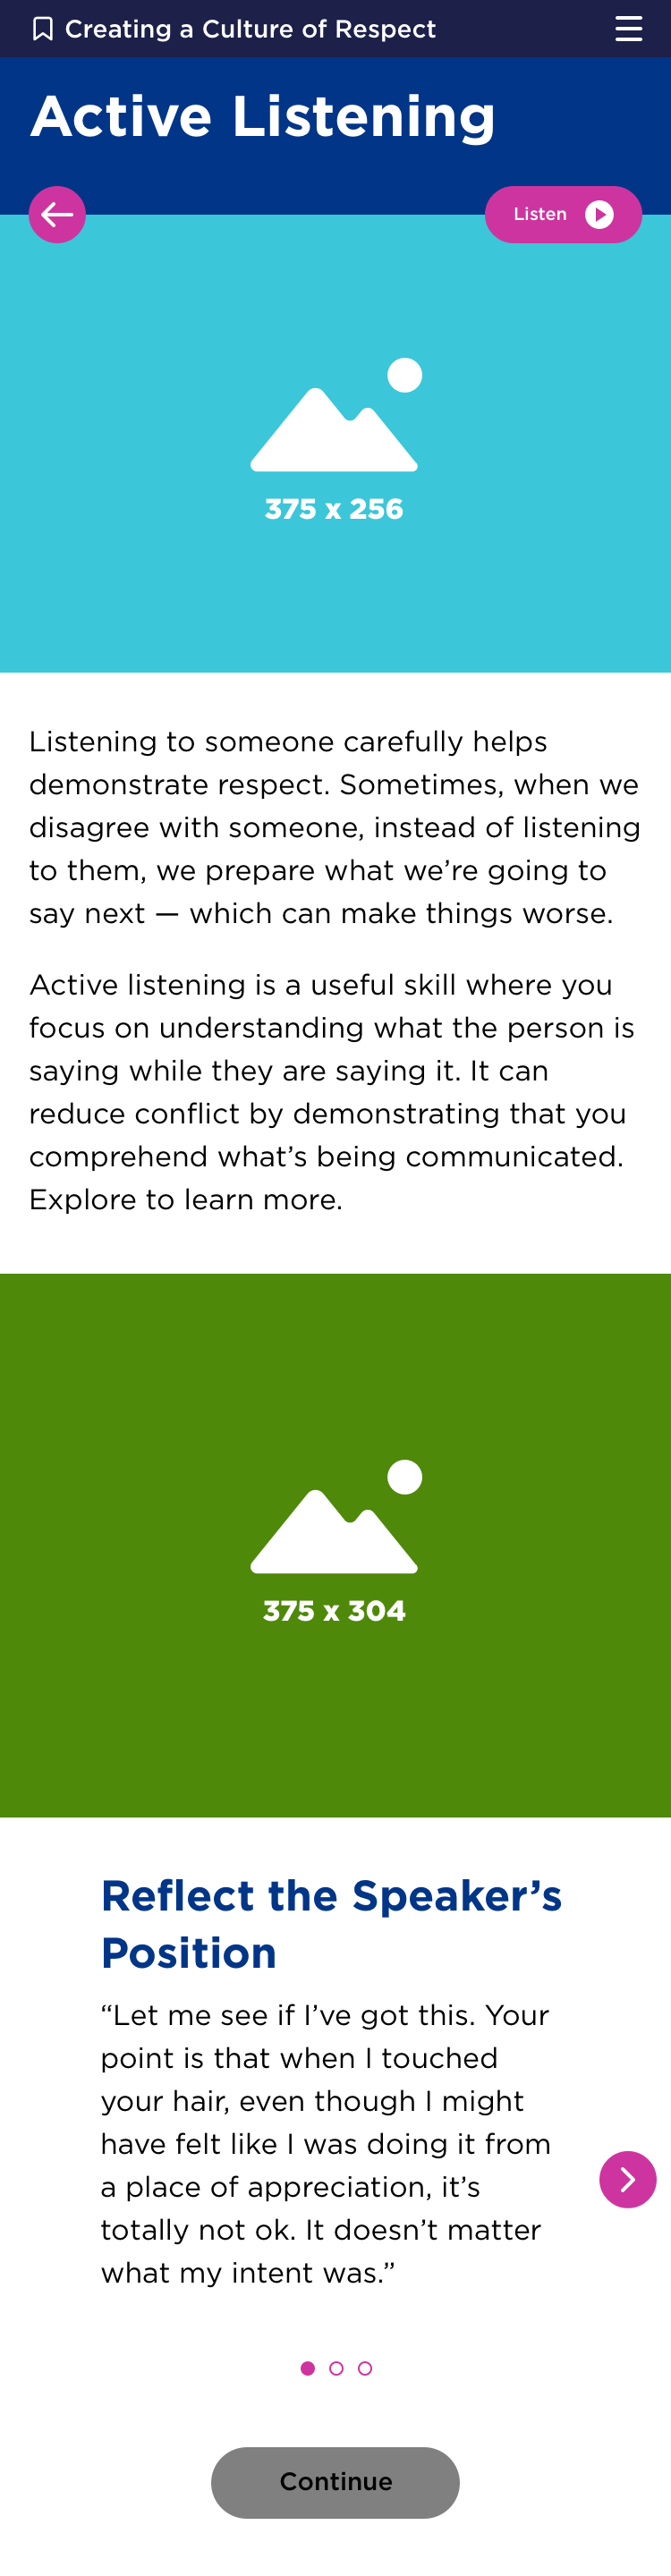 Creating a Culture of Respect
Active Listening
Listen
375 x 256
Listening to someone carefully helps
demonstrate respect. Sometimes, when we
disagree with someone, instead of listening
to them, we prepare what we’re going to
say next — which can make things worse.
Active listening is a useful skill where you
focus on understanding what the person is
saying while they are saying it. It can
reduce conflict by demonstrating that you
comprehend what’s being communicated.
Explore to learn more.
375 x 304
Reflect the Speaker’s
Position
“Let me see if I’ve got this. Your
point is that when I touched
your hair, even though I might
have felt like I was doing it from
a place of appreciation, it’s
totally not ok. It doesn’t matter
what my intent was.”
Continue